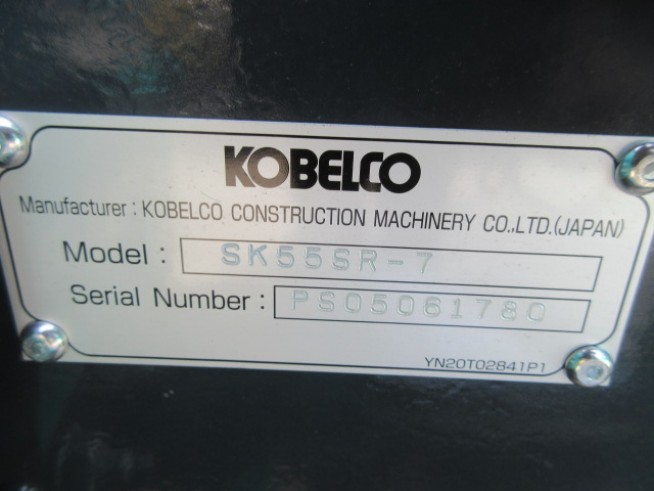 KOBELCO
Manufacturer : KOBELCO CONSTRUCTION MACHINERY CO.,LTD.(JAPAN)
Model : SK55SR-7
Serial Number : PS05061780
YN20T02841P1